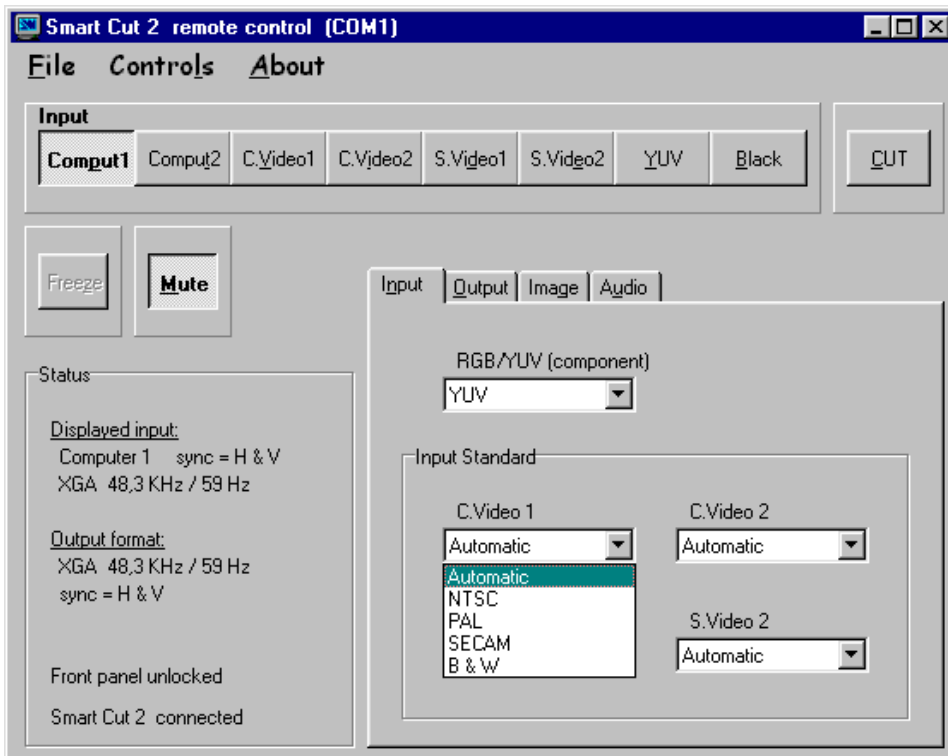 Smart Cut 2 remote control (COM1)
File Controls About
Input
Comput1 Comput2 C.Video1 C.Video2 S.Video1 S.Video2 YUV Black CUT
Freeze Mute
Input Output Image Audio
RGB/YUV (component)
YUV
Status
Displayed input:
Computer 1 sync = H & V
XGA 48,3 KHz / 59 Hz
Output format:
XGA 48,3 KHz / 59 Hz
sync = H & V
Front panel unlocked
Smart Cut 2 connected
Input Standard
C.Video 1
Automatic
Automatic
NTSC
PAL
SECAM
B & W
C.Video 2
Automatic
S.Video 2
Automatic